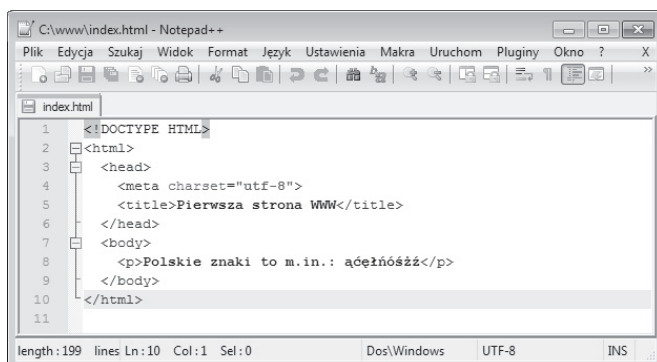 C:\www\index.html - Notepad++
Plik Edycja Szukaj Widok Format Język Ustawienia Makra Uruchom Pluginy Okno ? X
index.html
1 <!DOCTYPE HTML>
2 <html>
3 <head>
4 <meta charset="utf-8">
5 <title>Pierwsza strona WWW</title>
6 </head>
7 <body>
8 <p>Polskie znaki to m.in.: ąćęłńóśżź</p>
9 </body>
10 </html>
11
length : 199 lines Ln : 10 Col : 1 Sel : 0 Dos\Windows UTF-8 INS